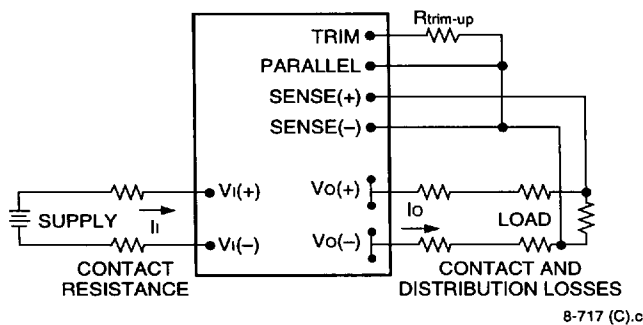 TRIM
Rtrim-up
PARALLEL
SENSE(+)
SENSE(–)
VI(+)
VO(+)
SUPPLY
II
IO
LOAD
VI(–)
VO(–)
CONTACT
RESISTANCE
CONTACT AND
DISTRIBUTION LOSSES
8-717 (C).c